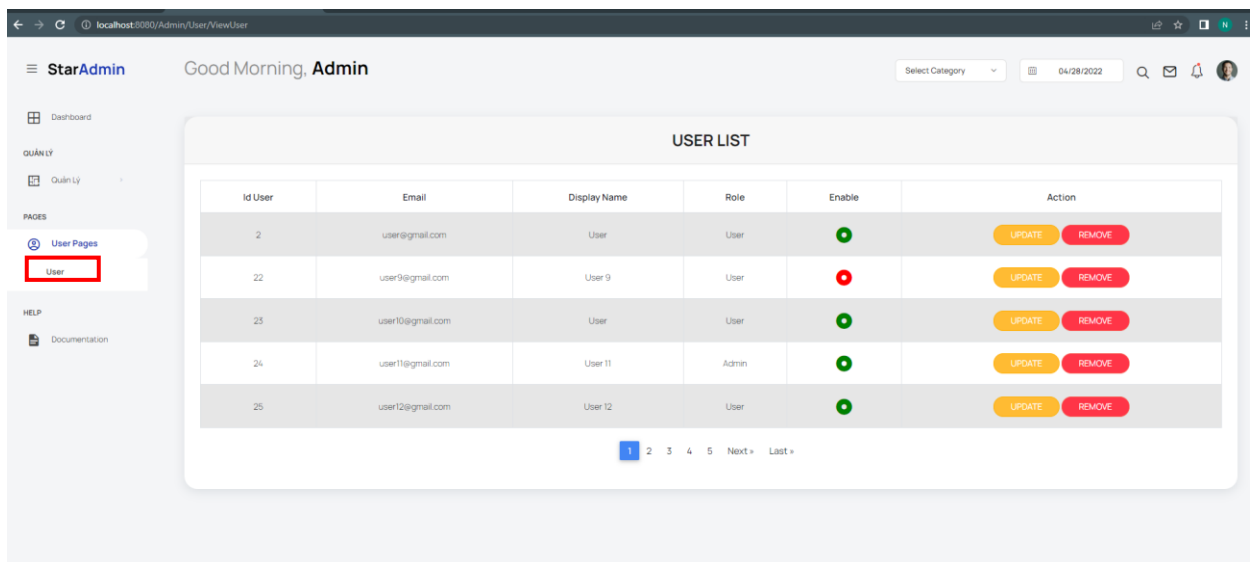 localhost:8080/Admin/User/ViewUser
N
StarAdmin
Good Morning, Admin
Select Category
04/28/2022
Dashboard
QUẢN LÝ
Quản Lý
PAGES
User Pages
User
HELP
Documentation
USER LIST
Id User Email Display Name Role Enable Action
2 user@gmail.com User User UPDATE REMOVE
22 user9@gmail.com User 9 User UPDATE REMOVE
23 user10@gmail.com User User UPDATE REMOVE
24 user11@gmail.com User 11 Admin UPDATE REMOVE
25 user12@gmail.com User 12 User UPDATE REMOVE
1 2 3 4 5 Next » Last »